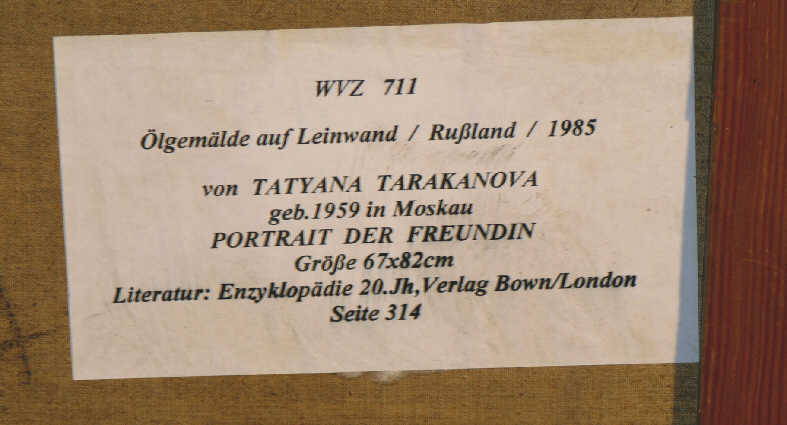 WVZ 711
Ölgemälde auf Leinwand / Rußland / 1985
von TATYANA TARAKANOVA
geb.1959 in Moskau
PORTRAIT DER FREUNDIN
Größe 67x82cm
Literatur: Enzyklopädie 20.Jh,Verlag Bown/London
Seite 314